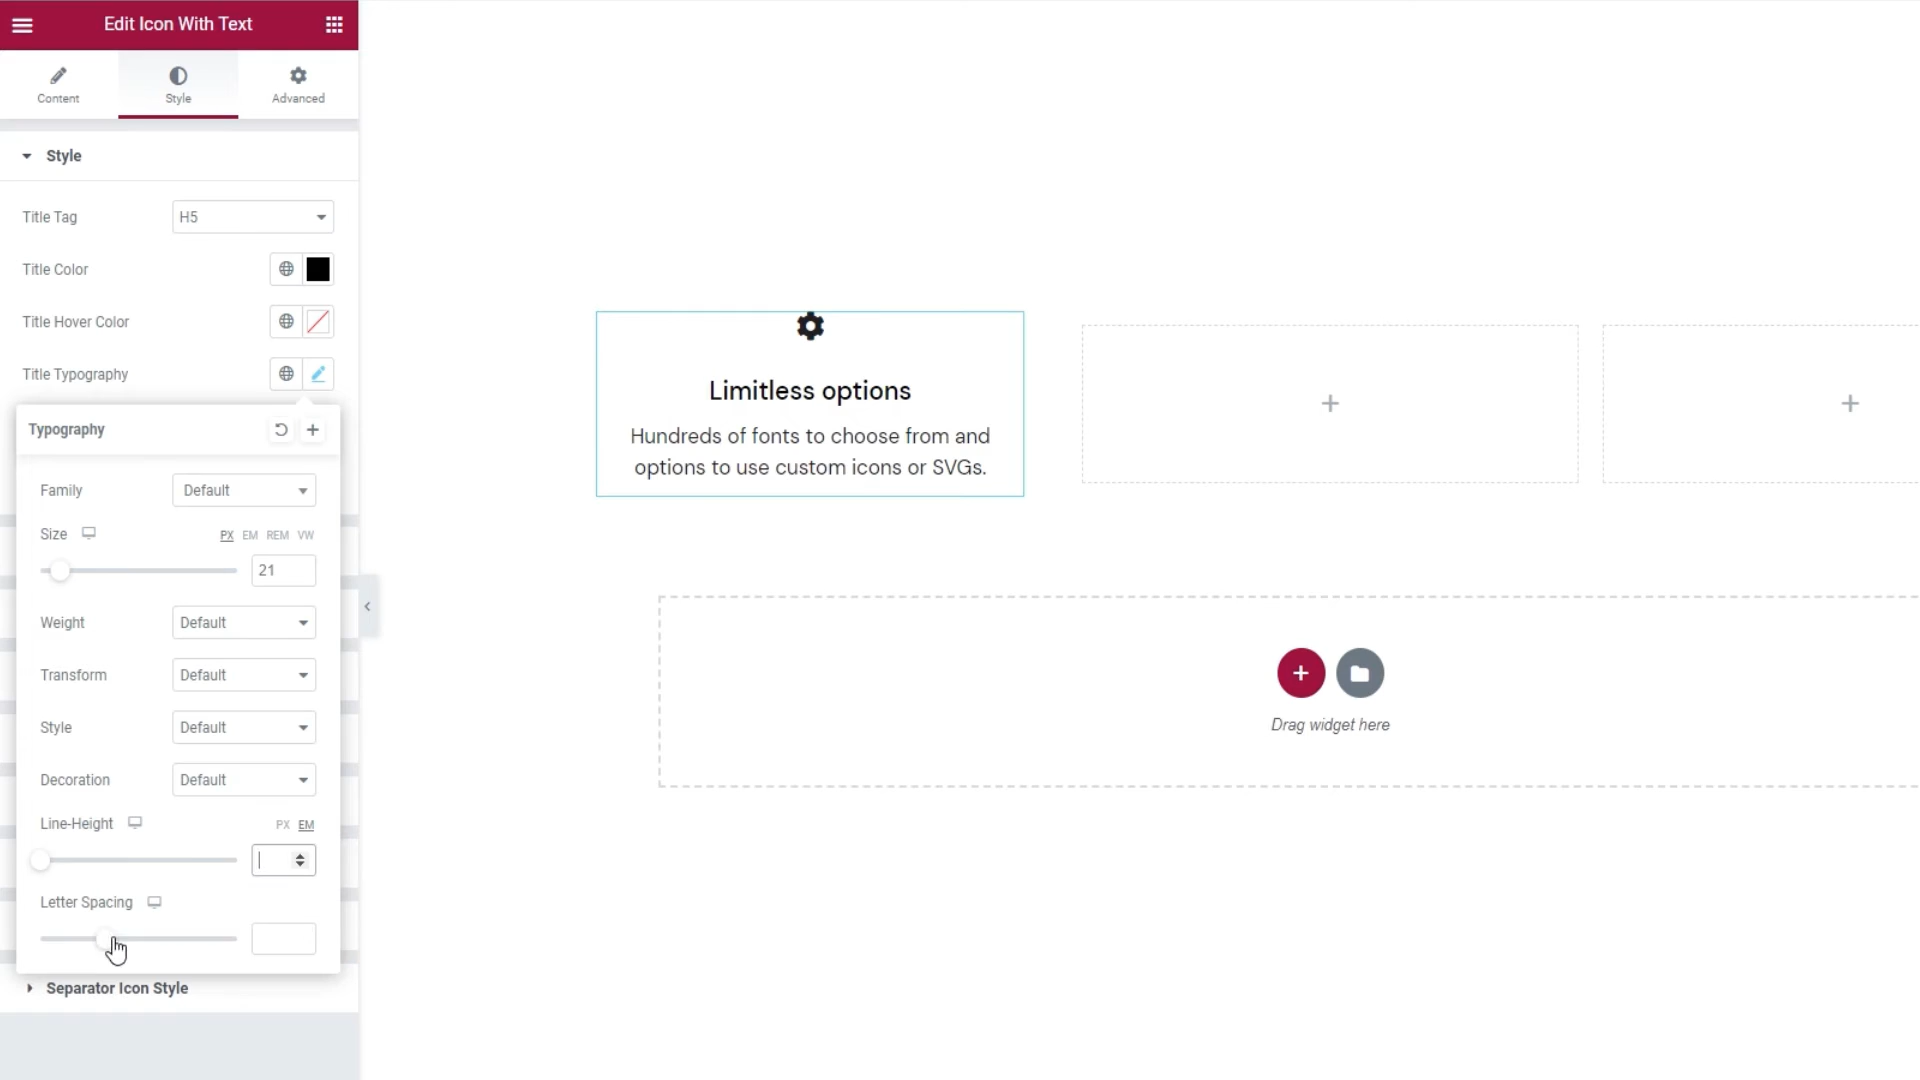 Edit Icon With Text
Content
Style
Advanced
Style
Title Tag
H5
Title Color
Title Hover Color
Title Typography
Typography
Family
Default
Size
PX EM REM VW
21
Weight
Default
Transform
Default
Style
Default
Decoration
Default
Line-Height
PX EM
Letter Spacing
Separator Icon Style
Limitless options
Hundreds of fonts to choose from and
options to use custom icons or SVGs.
Drag widget here